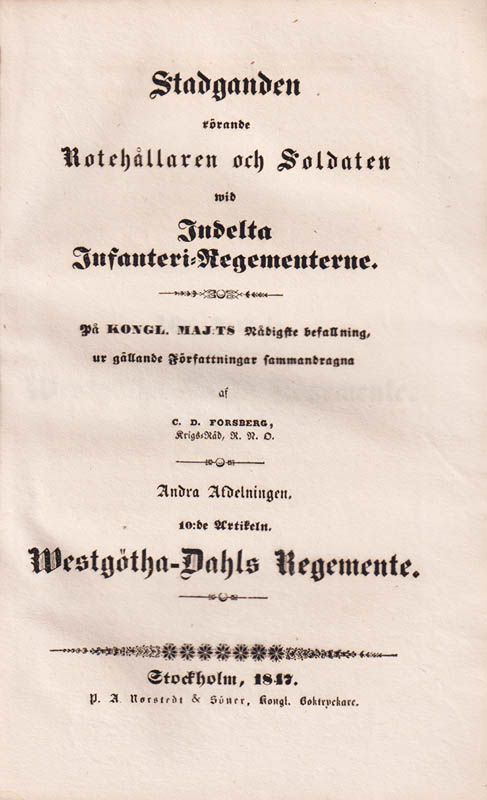 Stadganden
rörande
Rotehållaren och Soldaten
wid
Indelta
Infanteri-Regementerne.
På KONGL. MAJ:TS Nådigste befallning,
ur gällande Författningar sammandragna
af
C. D. FORSBERG,
Krigs-Råd, R. N. O.
Andra Afdelningen.
10:de Artikeln.
Westgötha-Dahls Regemente.
Stockholm, 1847.
P. A. Norstedt & Söner, Kongl. Boktryckare.